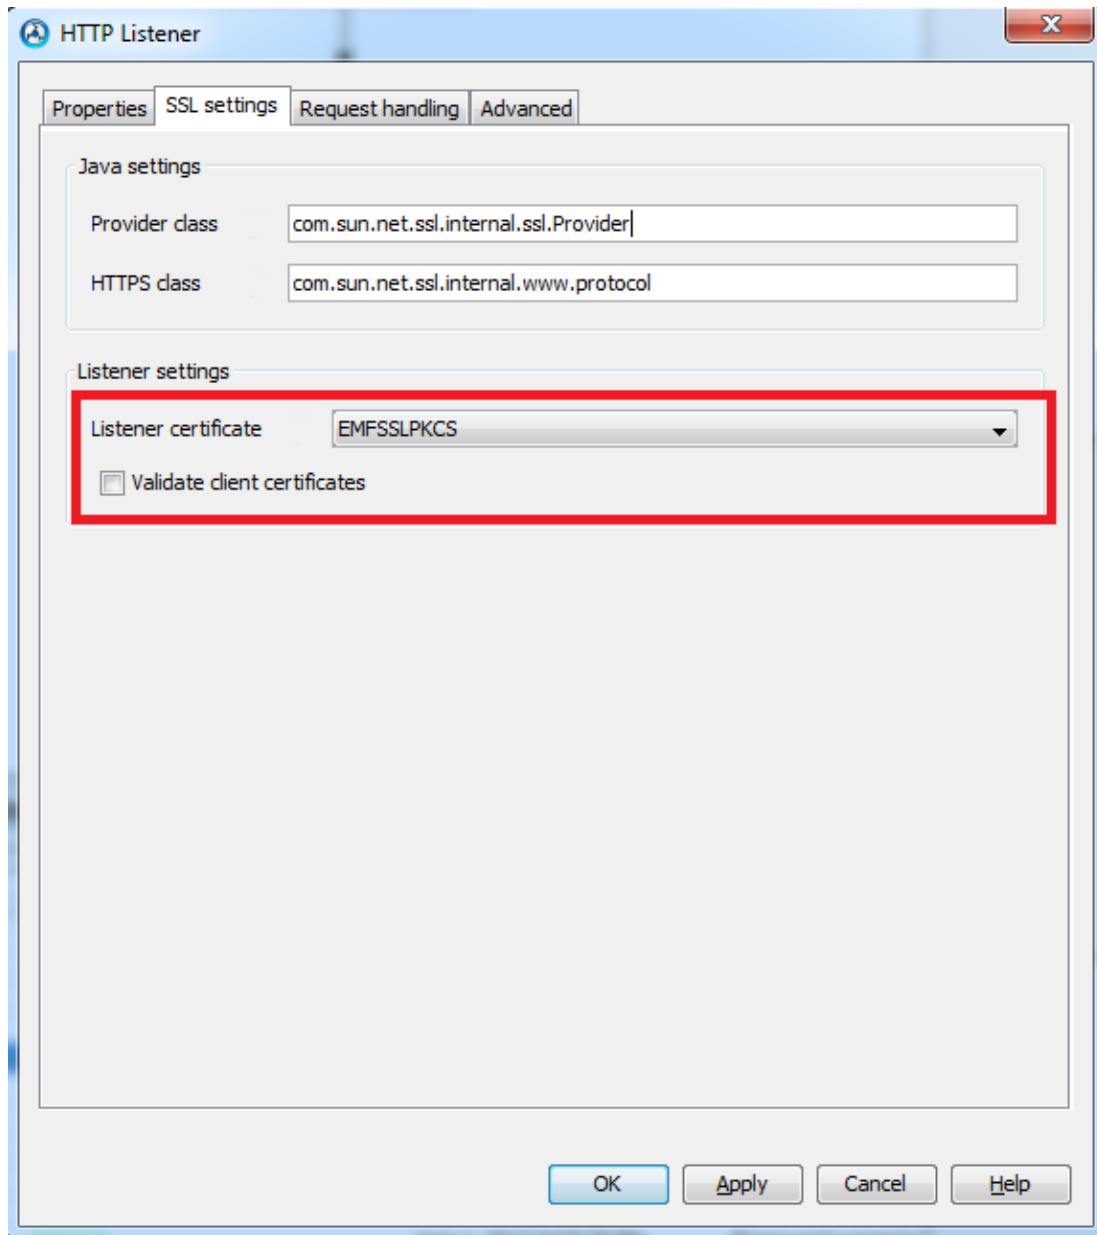 HTTP Listener
Properties SSL settings Request handling Advanced
Java settings
Provider class com.sun.net.ssl.internal.ssl.Provider
HTTPS class com.sun.net.ssl.internal.www.protocol
Listener settings
Listener certificate EMFSSLPKCS
Validate client certificates
OK Apply Cancel Help